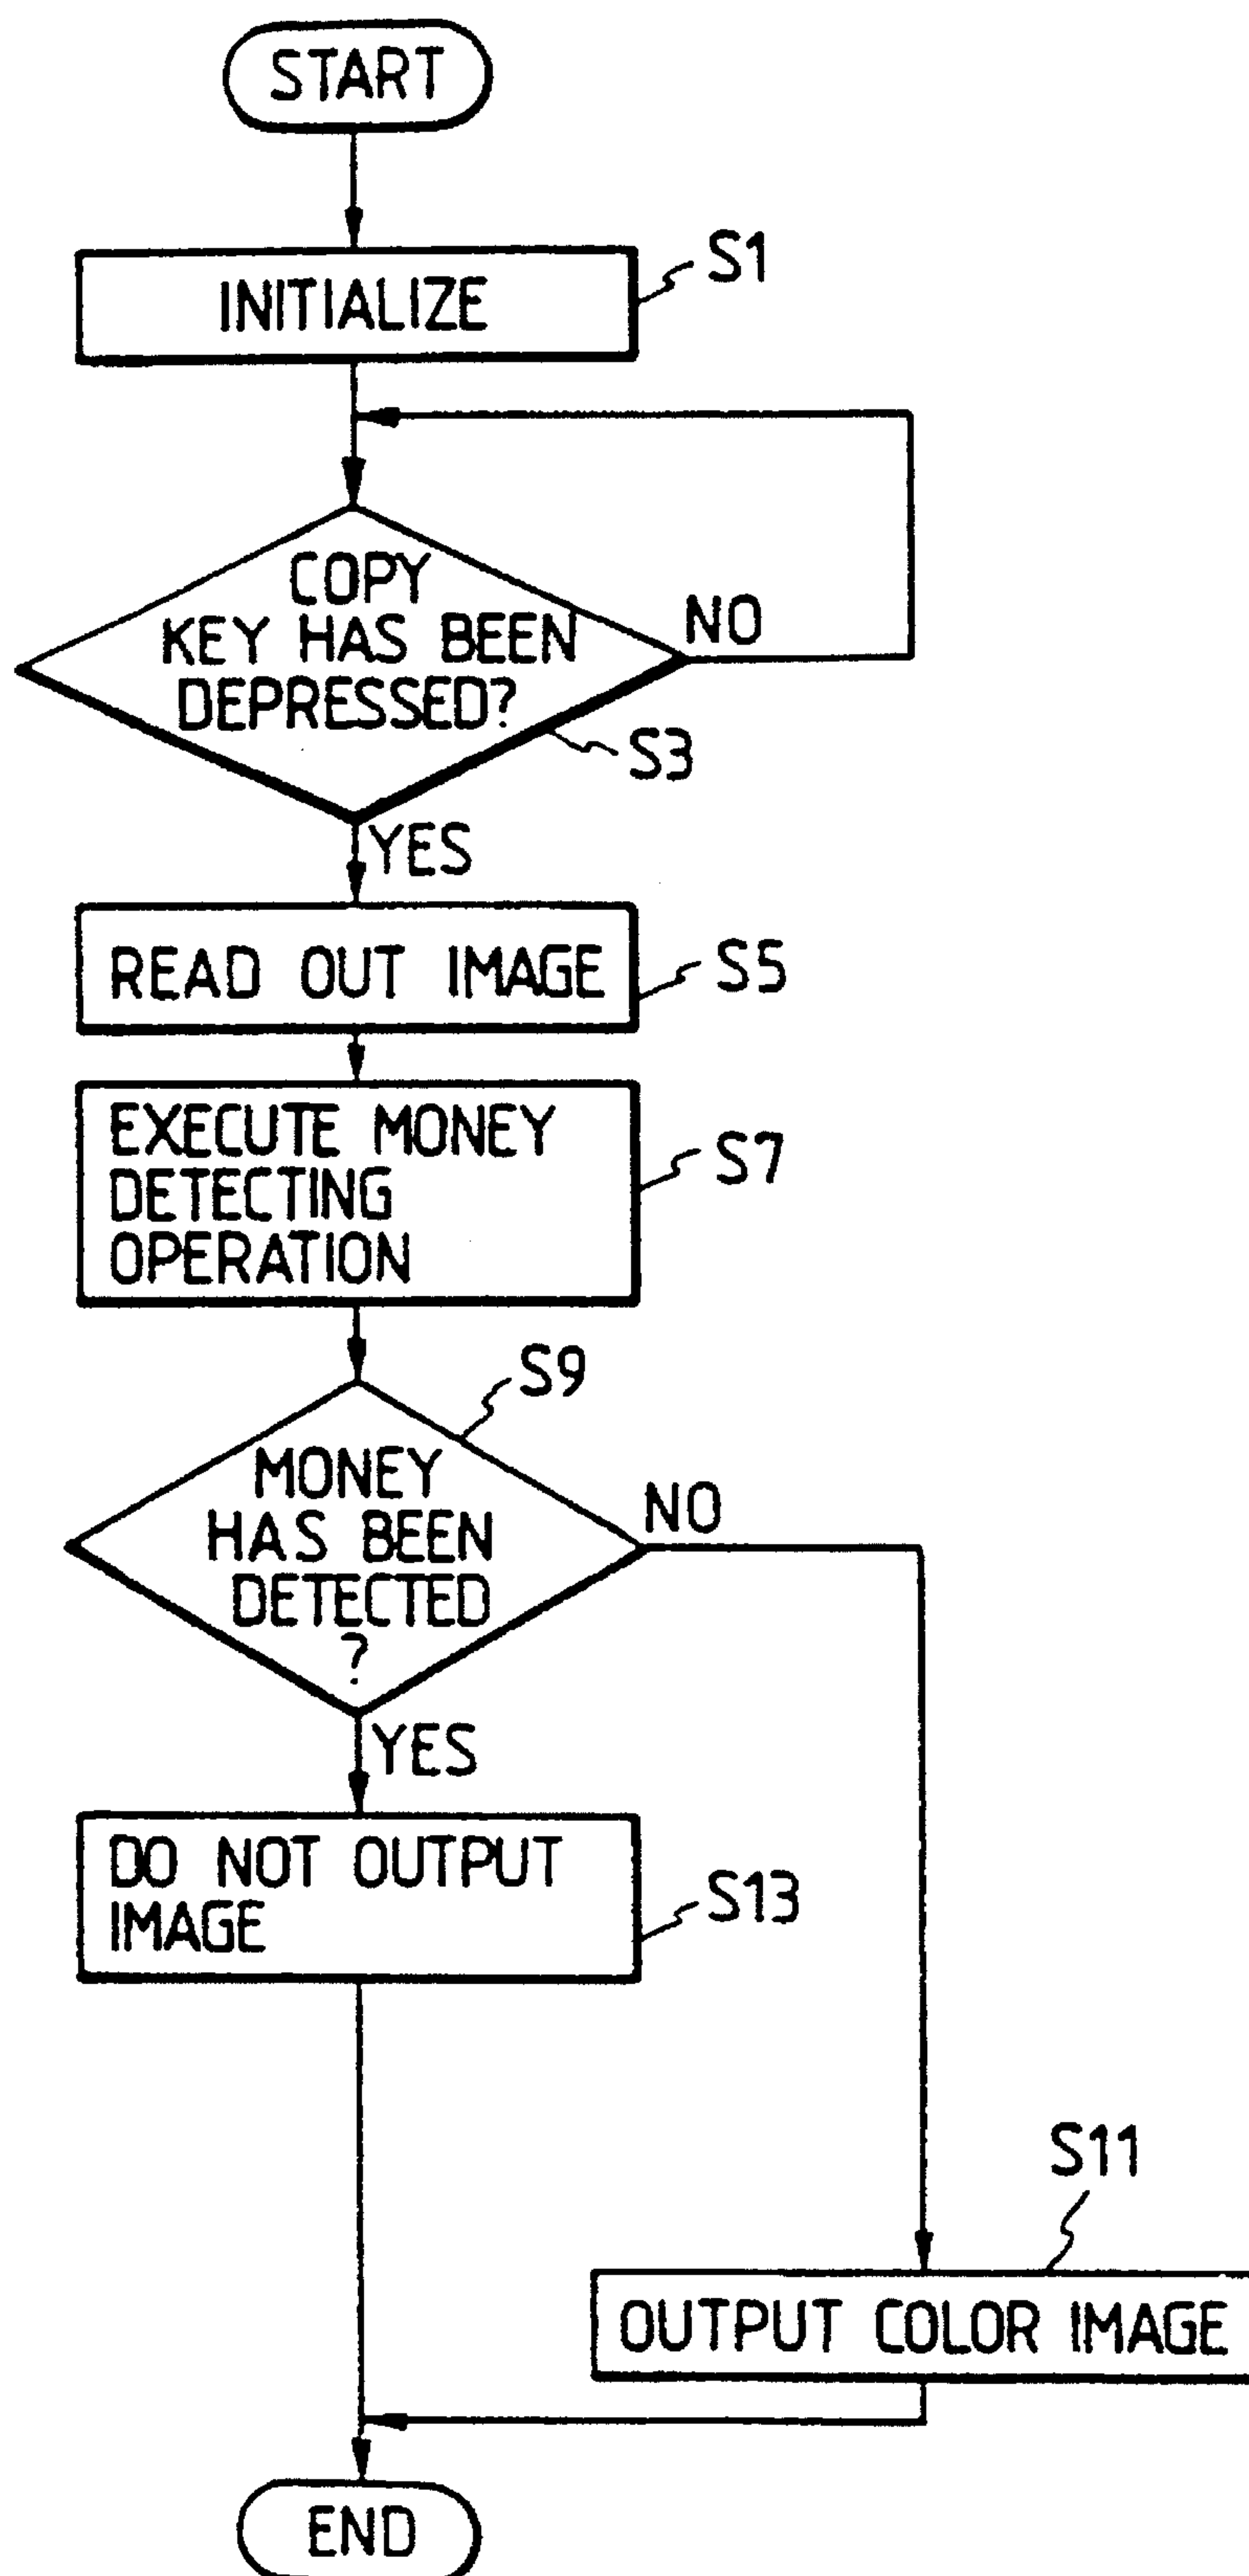 START
INITIALIZE
S1
COPY
KEY HAS BEEN
DEPRESSED?
NO
S3
YES
READ OUT IMAGE
S5
EXECUTE MONEY
DETECTING
OPERATION
S7
S9
MONEY
HAS BEEN
DETECTED
?
NO
YES
DO NOT OUTPUT
IMAGE
S13
S11
OUTPUT COLOR IMAGE
END